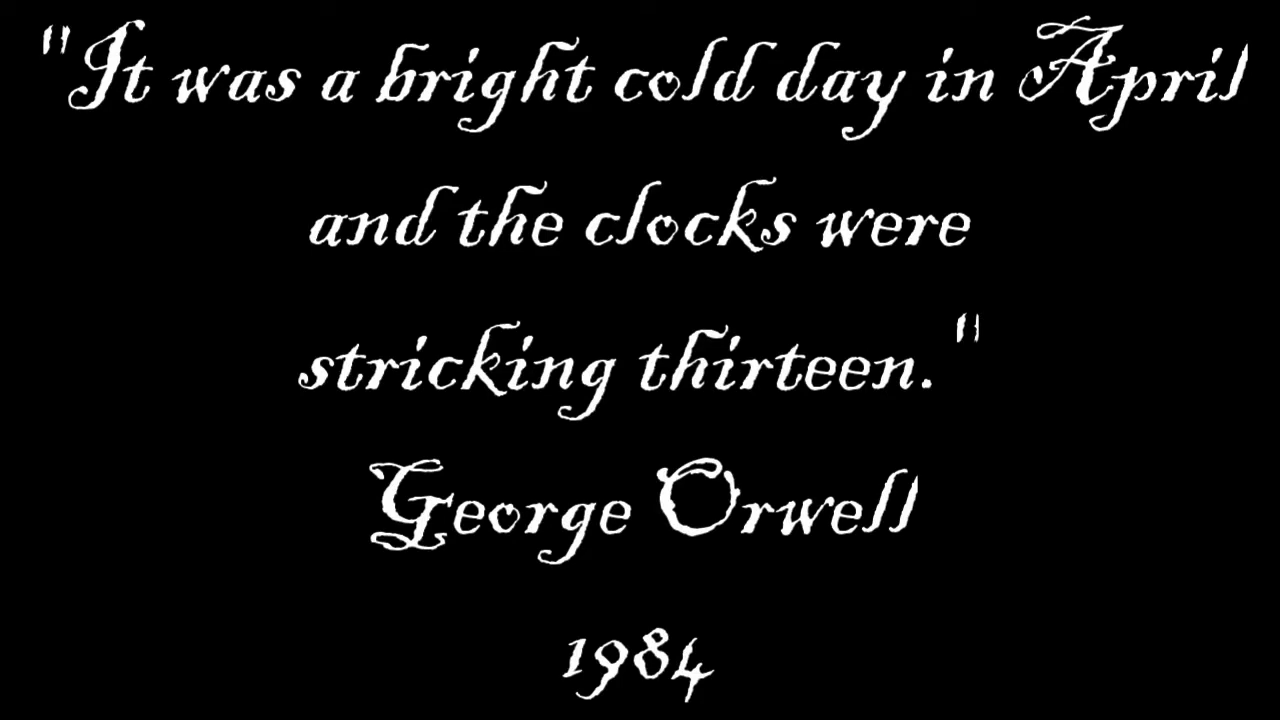 "It was a bright cold day in April
and the clocks were
stricking thirteen."
George Orwell
1984